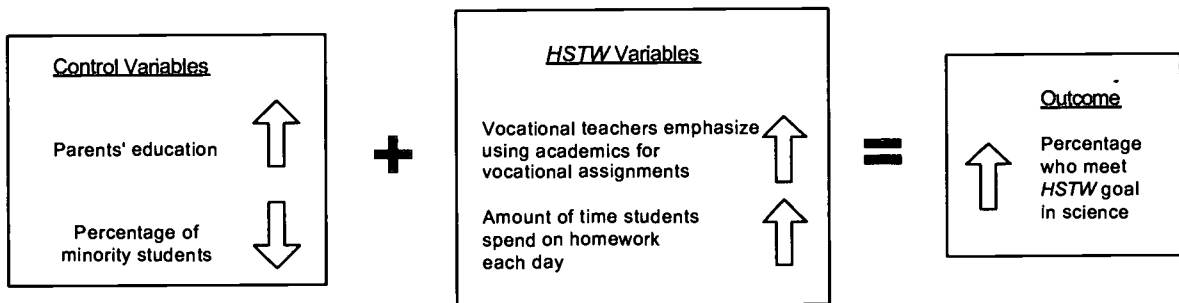 Control Variables
Parents' education
Percentage of
minority students
HSTW Variables
Vocational teachers emphasize
using academics for
vocational assignments
Amount of time students
spend on homework
each day
Outcome
Percentage
who meet
HSTW goal
in science